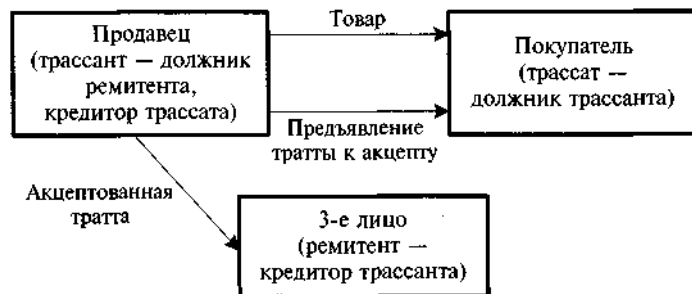 Продавец
(трассант — должник
ремитента,
кредитор трассата)
Товар
Предъявление
тратты к акцепту
Покупатель
(трассат —
должник трассанта)
Акцептованная
тратта
3-е лицо
(ремитент —
кредитор трассанта)